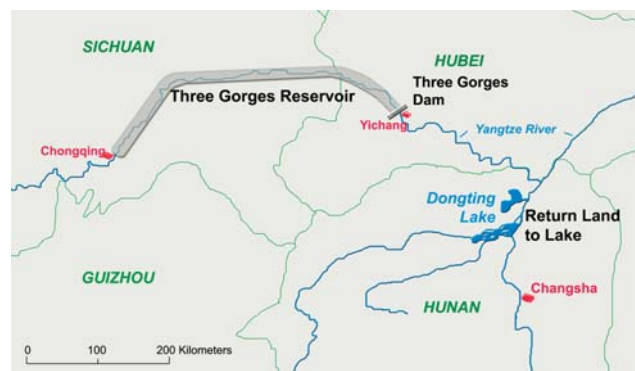 SICHUAN
HUBEI
Three Gorges
Dam
Three Gorges Reservoir
Yichang
Yangtze River
Chongqing
Dongting
Lake
Return Land
to Lake
GUIZHOU
Changsha
HUNAN
0 100 200 Kilometers